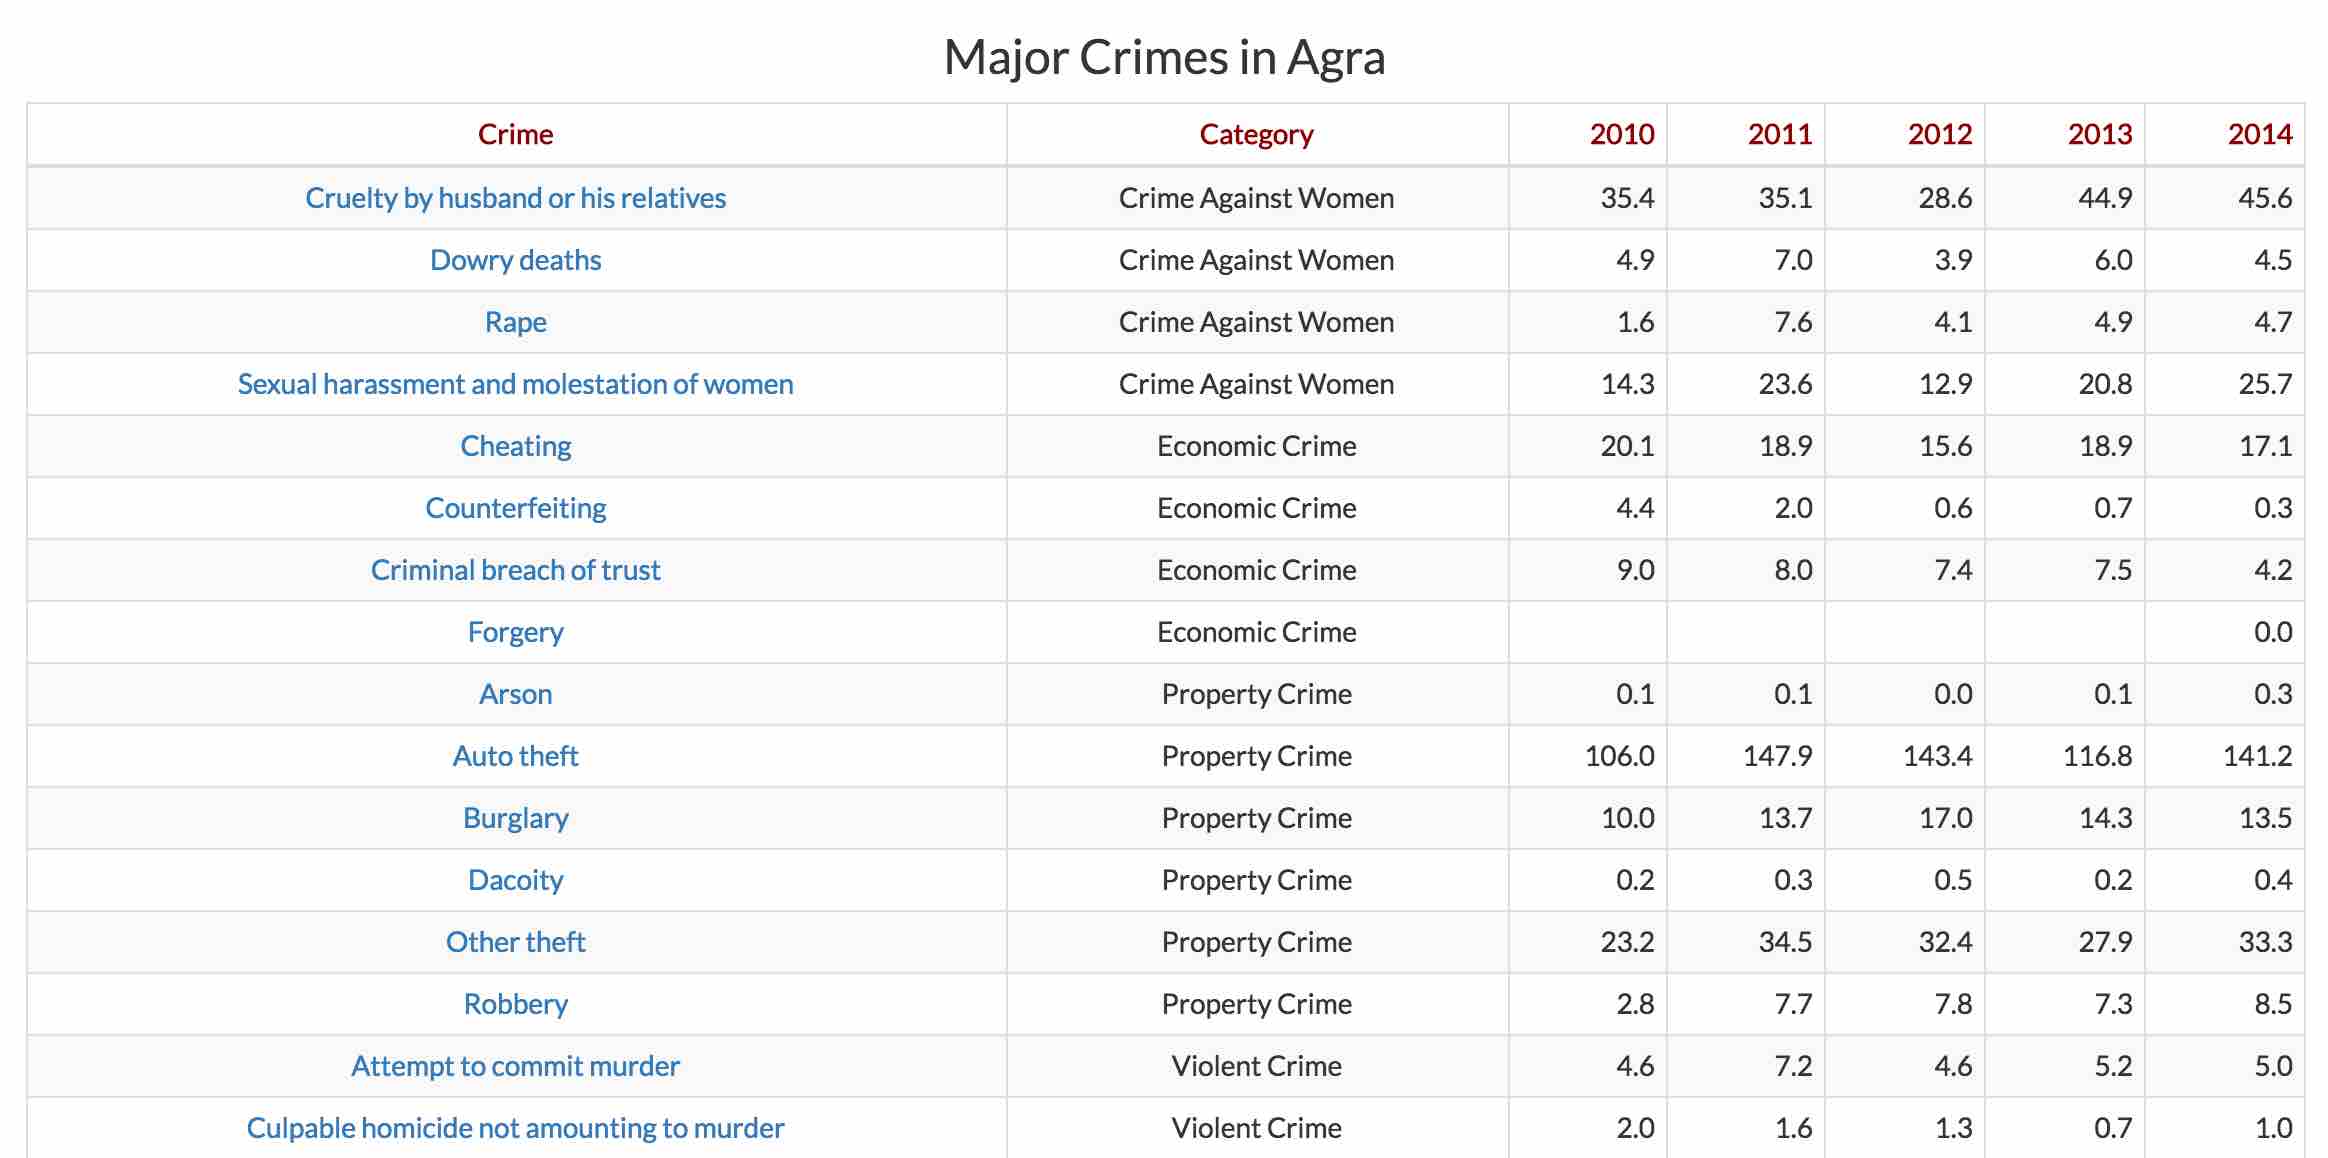 Major Crimes in Agra
Crime Category 2010 2011 2012 2013 2014
Cruelty by husband or his relatives Crime Against Women 35.4 35.1 28.6 44.9 45.6
Dowry deaths Crime Against Women 4.9 7.0 3.9 6.0 4.5
Rape Crime Against Women 1.6 7.6 4.1 4.9 4.7
Sexual harassment and molestation of women Crime Against Women 14.3 23.6 12.9 20.8 25.7
Cheating Economic Crime 20.1 18.9 15.6 18.9 17.1
Counterfeiting Economic Crime 4.4 2.0 0.6 0.7 0.3
Criminal breach of trust Economic Crime 9.0 8.0 7.4 7.5 4.2
Forgery Economic Crime 0.0
Arson Property Crime 0.1 0.1 0.0 0.1 0.3
Auto theft Property Crime 106.0 147.9 143.4 116.8 141.2
Burglary Property Crime 10.0 13.7 17.0 14.3 13.5
Dacoity Property Crime 0.2 0.3 0.5 0.2 0.4
Other theft Property Crime 23.2 34.5 32.4 27.9 33.3
Robbery Property Crime 2.8 7.7 7.8 7.3 8.5
Attempt to commit murder Violent Crime 4.6 7.2 4.6 5.2 5.0
Culpable homicide not amounting to murder Violent Crime 2.0 1.6 1.3 0.7 1.0